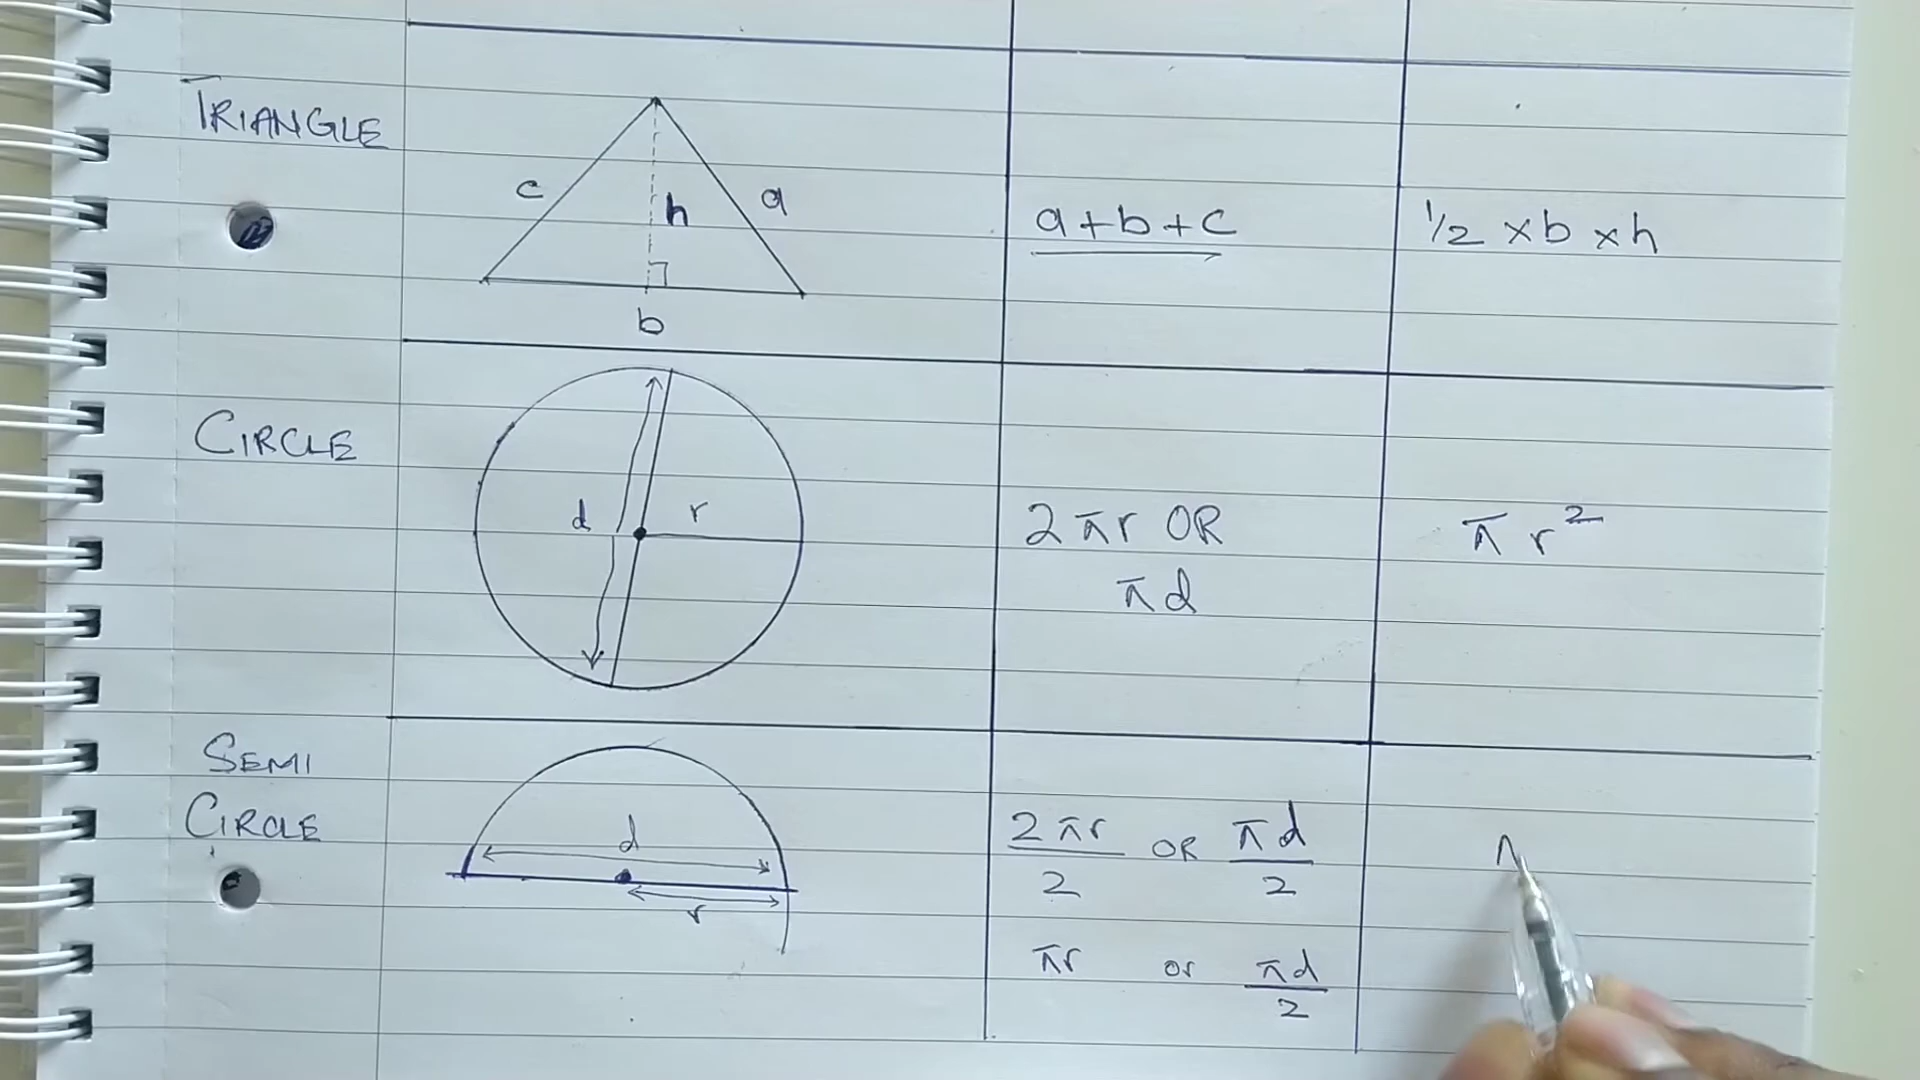 TRIANGLE
c
h
a
b
a+b+c
1/2 × b × h
CIRCLE
d
r
2πr OR
πd
πr²
SEMI
CIRCLE
d
r
2πr/2 OR πd/2
πr or πd/2